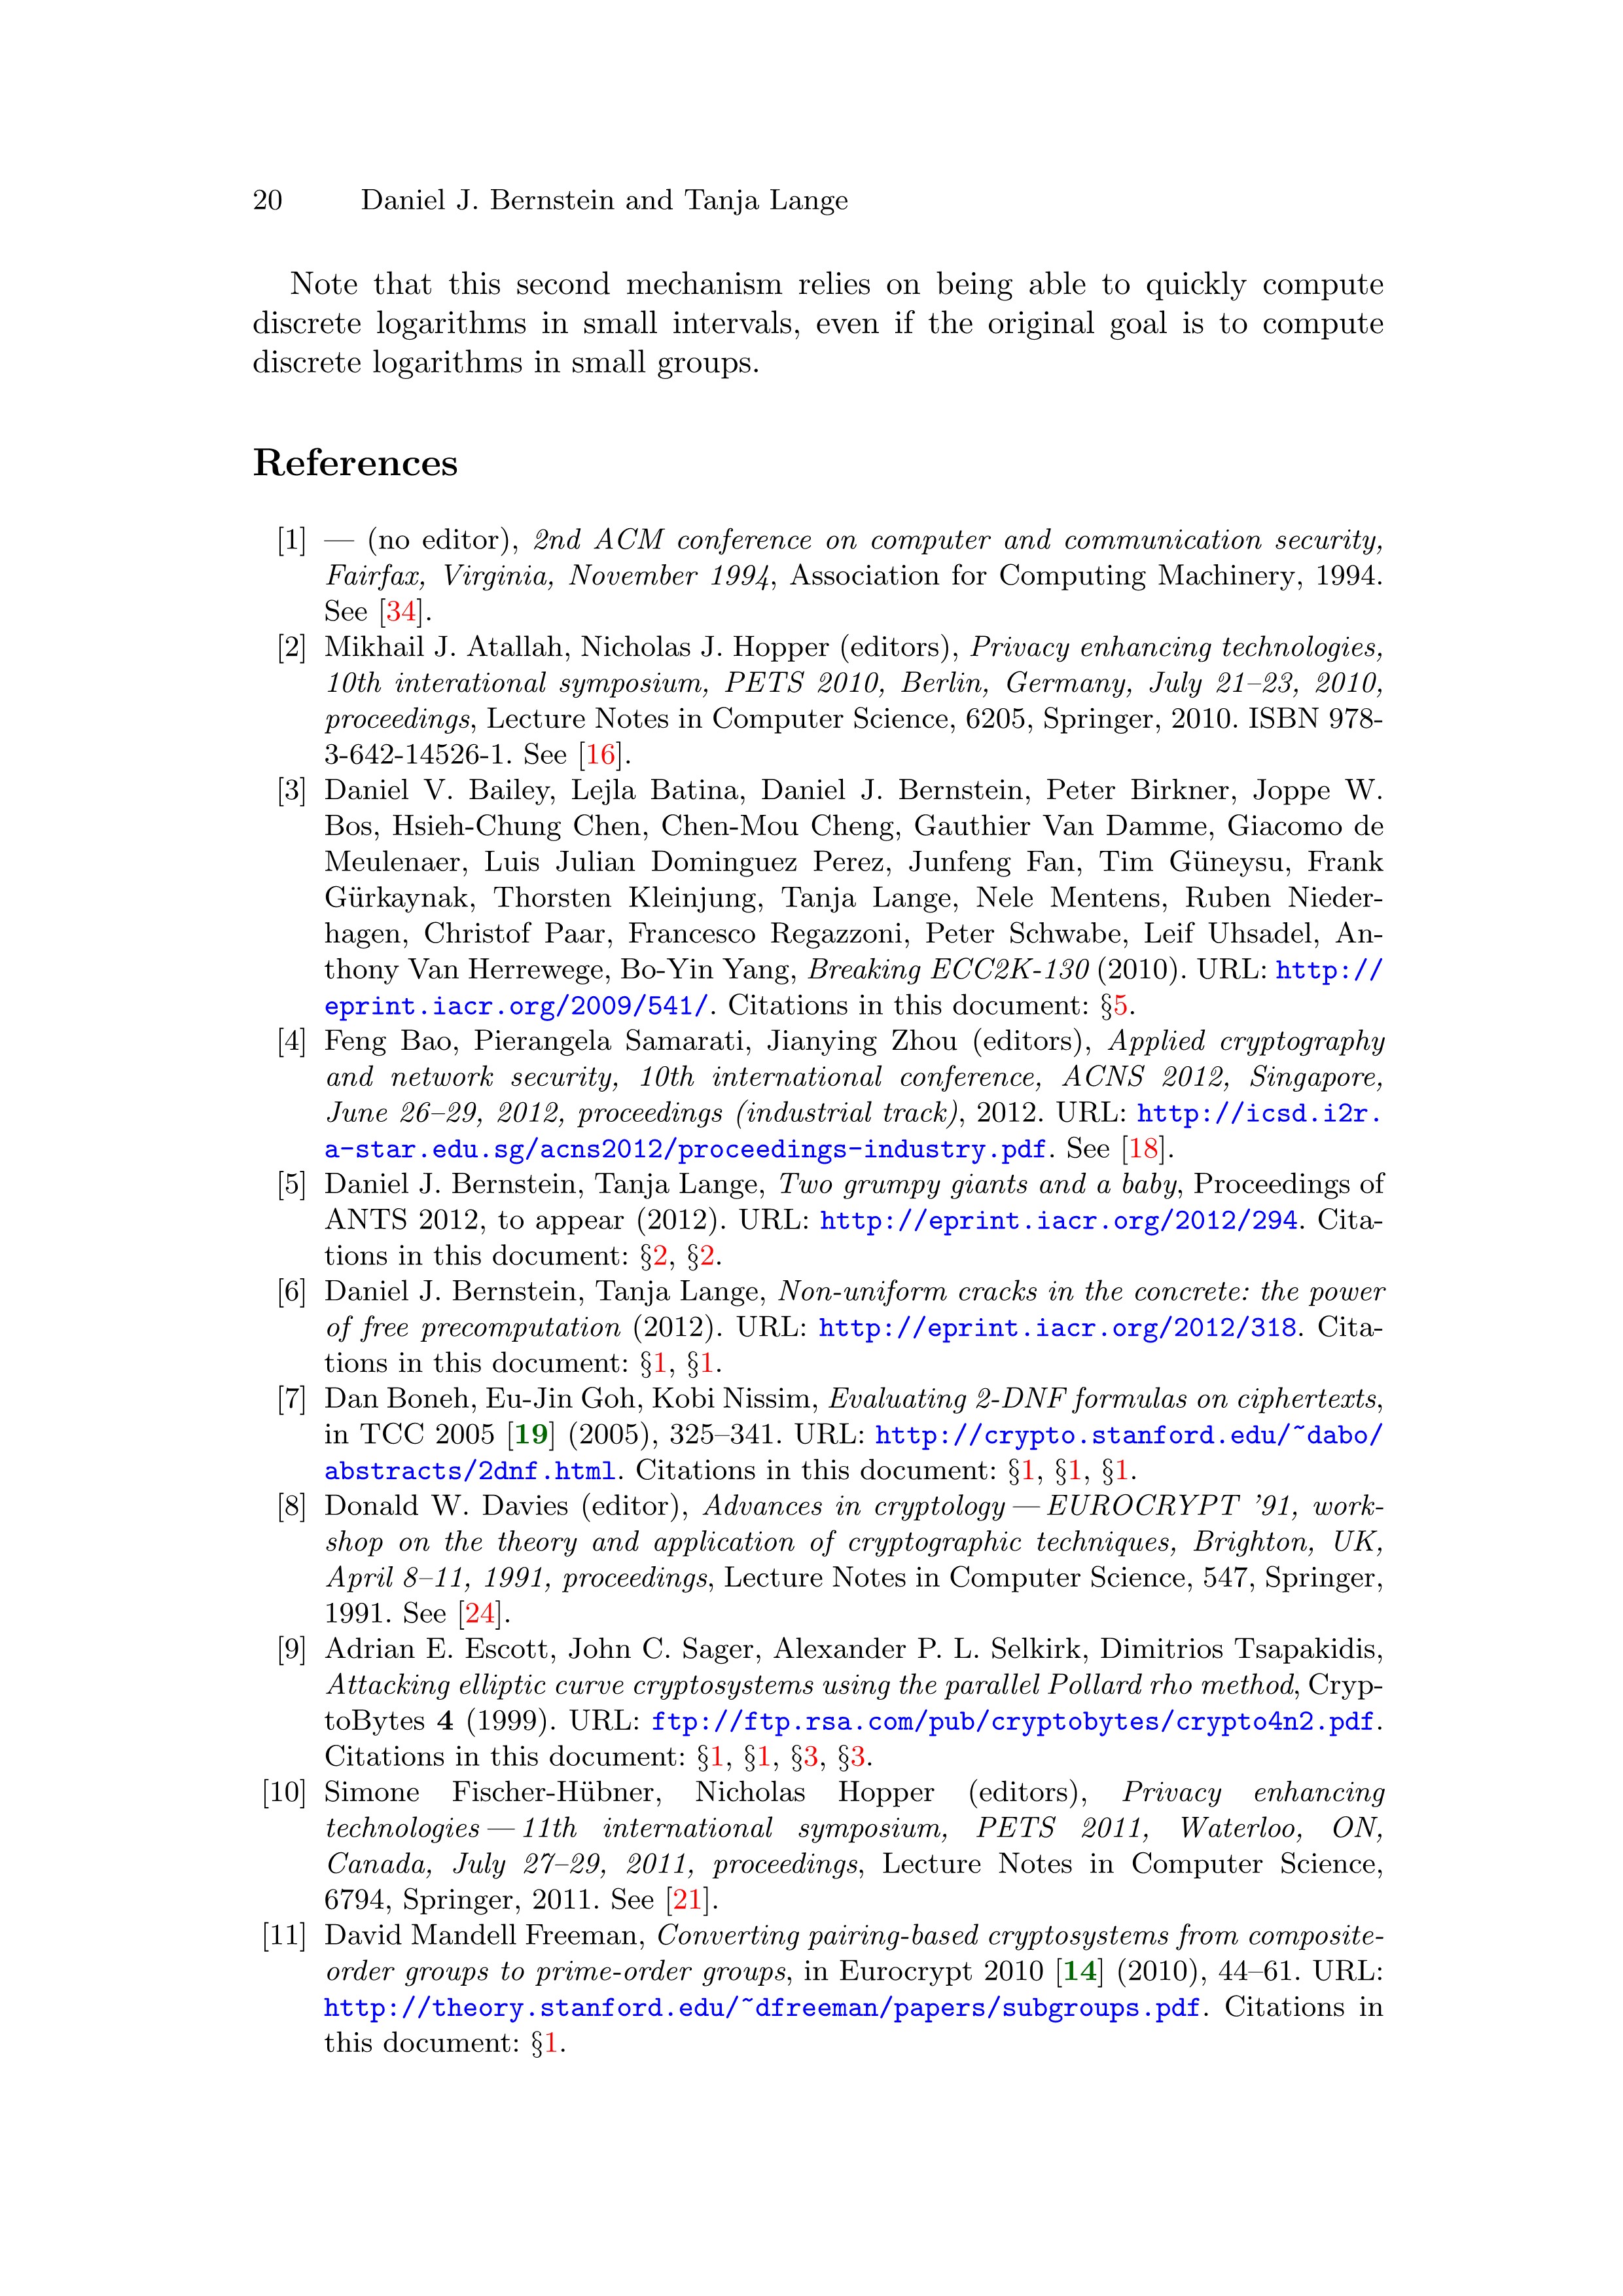 20 Daniel J. Bernstein and Tanja Lange
Note that this second mechanism relies on being able to quickly compute
discrete logarithms in small intervals, even if the original goal is to compute
discrete logarithms in small groups.
References
[1] — (no editor), 2nd ACM conference on computer and communication security,
Fairfax, Virginia, November 1994, Association for Computing Machinery, 1994.
See [34].
[2] Mikhail J. Atallah, Nicholas J. Hopper (editors), Privacy enhancing technologies,
10th interational symposium, PETS 2010, Berlin, Germany, July 21–23, 2010,
proceedings, Lecture Notes in Computer Science, 6205, Springer, 2010. ISBN 978-
3-642-14526-1. See [16].
[3] Daniel V. Bailey, Lejla Batina, Daniel J. Bernstein, Peter Birkner, Joppe W.
Bos, Hsieh-Chung Chen, Chen-Mou Cheng, Gauthier Van Damme, Giacomo de
Meulenaer, Luis Julian Dominguez Perez, Junfeng Fan, Tim Güneysu, Frank
Gürkaynak, Thorsten Kleinjung, Tanja Lange, Nele Mentens, Ruben Nieder-
hagen, Christof Paar, Francesco Regazzoni, Peter Schwabe, Leif Uhsadel, An-
thony Van Herrewege, Bo-Yin Yang, Breaking ECC2K-130 (2010). URL: http://
eprint.iacr.org/2009/541/. Citations in this document: §5.
[4] Feng Bao, Pierangela Samarati, Jianying Zhou (editors), Applied cryptography
and network security, 10th international conference, ACNS 2012, Singapore,
June 26–29, 2012, proceedings (industrial track), 2012. URL: http://icsd.i2r.
a-star.edu.sg/acns2012/proceedings-industry.pdf. See [18].
[5] Daniel J. Bernstein, Tanja Lange, Two grumpy giants and a baby, Proceedings of
ANTS 2012, to appear (2012). URL: http://eprint.iacr.org/2012/294. Cita-
tions in this document: §2, §2.
[6] Daniel J. Bernstein, Tanja Lange, Non-uniform cracks in the concrete: the power
of free precomputation (2012). URL: http://eprint.iacr.org/2012/318. Cita-
tions in this document: §1, §1.
[7] Dan Boneh, Eu-Jin Goh, Kobi Nissim, Evaluating 2-DNF formulas on ciphertexts,
in TCC 2005 [19] (2005), 325–341. URL: http://crypto.stanford.edu/~dabo/
abstracts/2dnf.html. Citations in this document: §1, §1, §1.
[8] Donald W. Davies (editor), Advances in cryptology — EUROCRYPT ’91, work-
shop on the theory and application of cryptographic techniques, Brighton, UK,
April 8–11, 1991, proceedings, Lecture Notes in Computer Science, 547, Springer,
1991. See [24].
[9] Adrian E. Escott, John C. Sager, Alexander P. L. Selkirk, Dimitrios Tsapakidis,
Attacking elliptic curve cryptosystems using the parallel Pollard rho method, Cryp-
toBytes 4 (1999). URL: ftp://ftp.rsa.com/pub/cryptobytes/crypto4n2.pdf.
Citations in this document: §1, §1, §3, §3.
[10] Simone Fischer-Hübner, Nicholas Hopper (editors), Privacy enhancing
technologies — 11th international symposium, PETS 2011, Waterloo, ON,
Canada, July 27–29, 2011, proceedings, Lecture Notes in Computer Science,
6794, Springer, 2011. See [21].
[11] David Mandell Freeman, Converting pairing-based cryptosystems from composite-
order groups to prime-order groups, in Eurocrypt 2010 [14] (2010), 44–61. URL:
http://theory.stanford.edu/~dfreeman/papers/subgroups.pdf. Citations in
this document: §1.